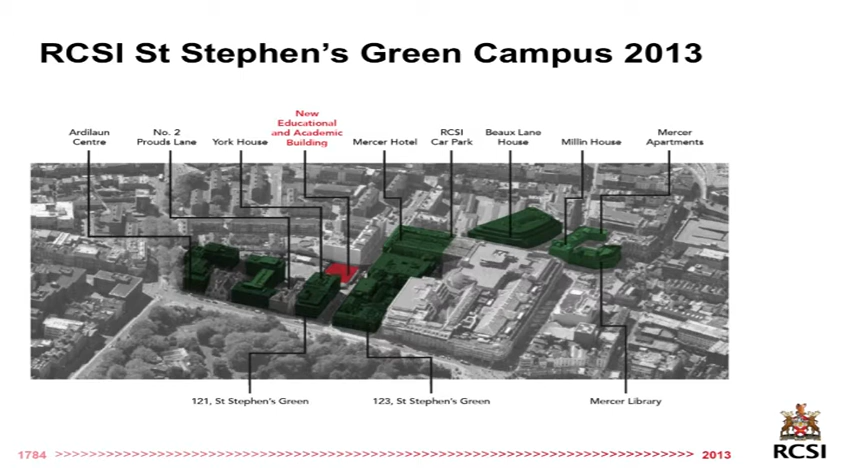 RCSI St Stephen's Green Campus 2013
New
Educational
and Academic
Building
Ardilaun
Centre
No. 2
Prouds Lane
York House
Mercer Hotel
RCSI
Car Park
Beaux Lane
House
Millin House
Mercer
Apartments
121, St Stephen's Green
123, St Stephen's Green
Mercer Library
1784 >>>>>>>>>>>>>>>>>>>>>>>>>>>>>>>>>>>>>>>>>>>>>>>>>>>>>>>>>>>>>>>>>>>>>>>>>>>>>>> 2013
RCSI